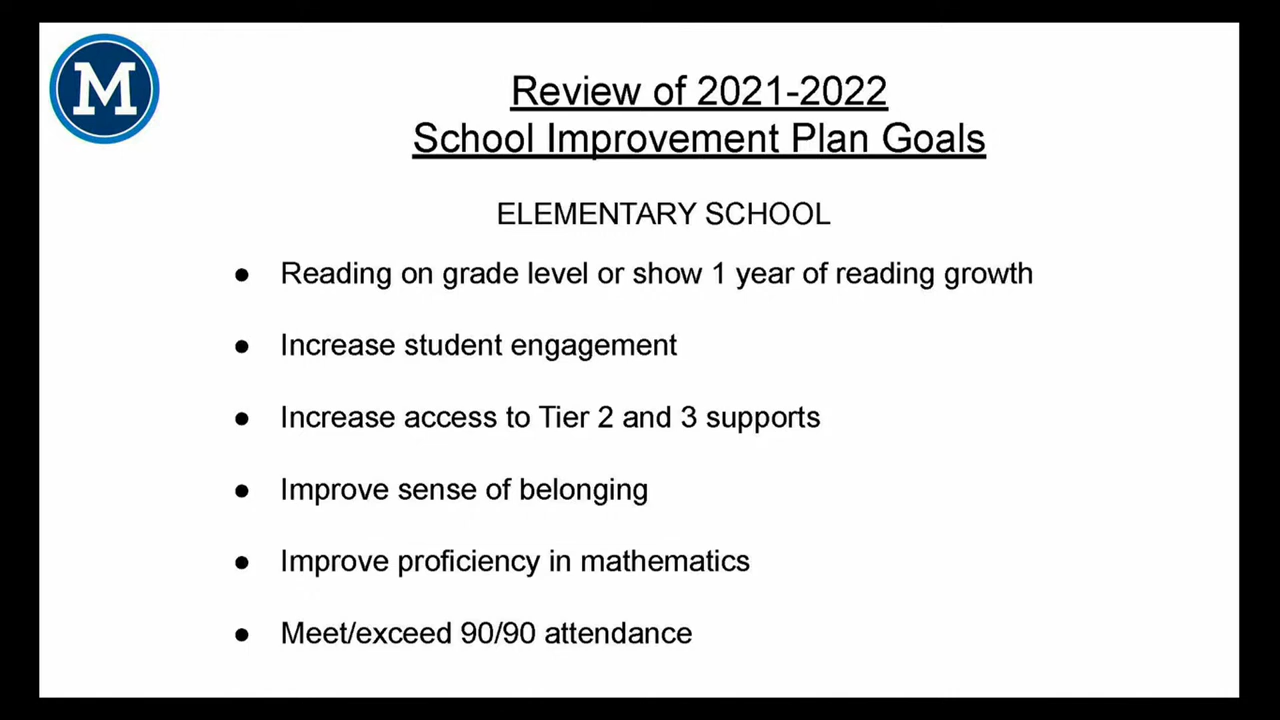 M
Review of 2021-2022
School Improvement Plan Goals
ELEMENTARY SCHOOL
● Reading on grade level or show 1 year of reading growth
● Increase student engagement
● Increase access to Tier 2 and 3 supports
● Improve sense of belonging
● Improve proficiency in mathematics
● Meet/exceed 90/90 attendance